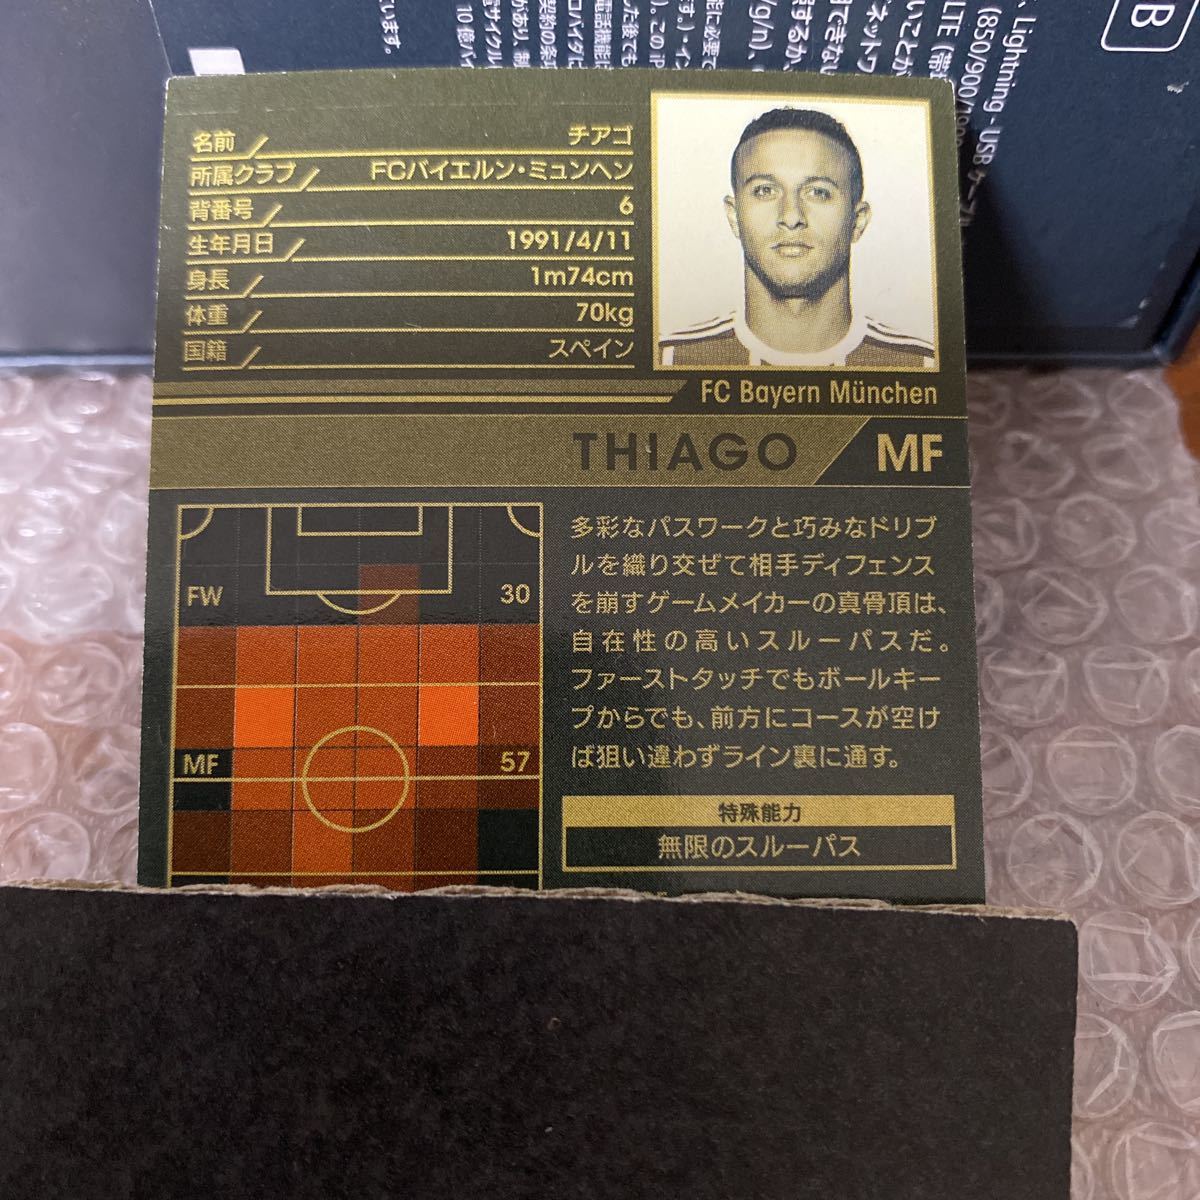 B
Lightning - USB ケーブル
(850/900/1900
名前 チアゴ
所属クラブ FCバイエルン・ミュンヘン
背番号 6
生年月日 1991/4/11
身長 1m74cm
体重 70kg
国籍 スペイン
FC Bayern München
THIAGO MF
FW 30
MF 57
多彩なパスワークと巧みなドリブ
ルを織り交ぜて相手ディフェンス
を崩すゲームメイカーの真骨頂は、
自在性の高いスルーパスだ。
ファーストタッチでもボールキー
プからでも、前方にコースが空け
ば狙い違わずライン裏に通す。
特殊能力
無限のスルーパス